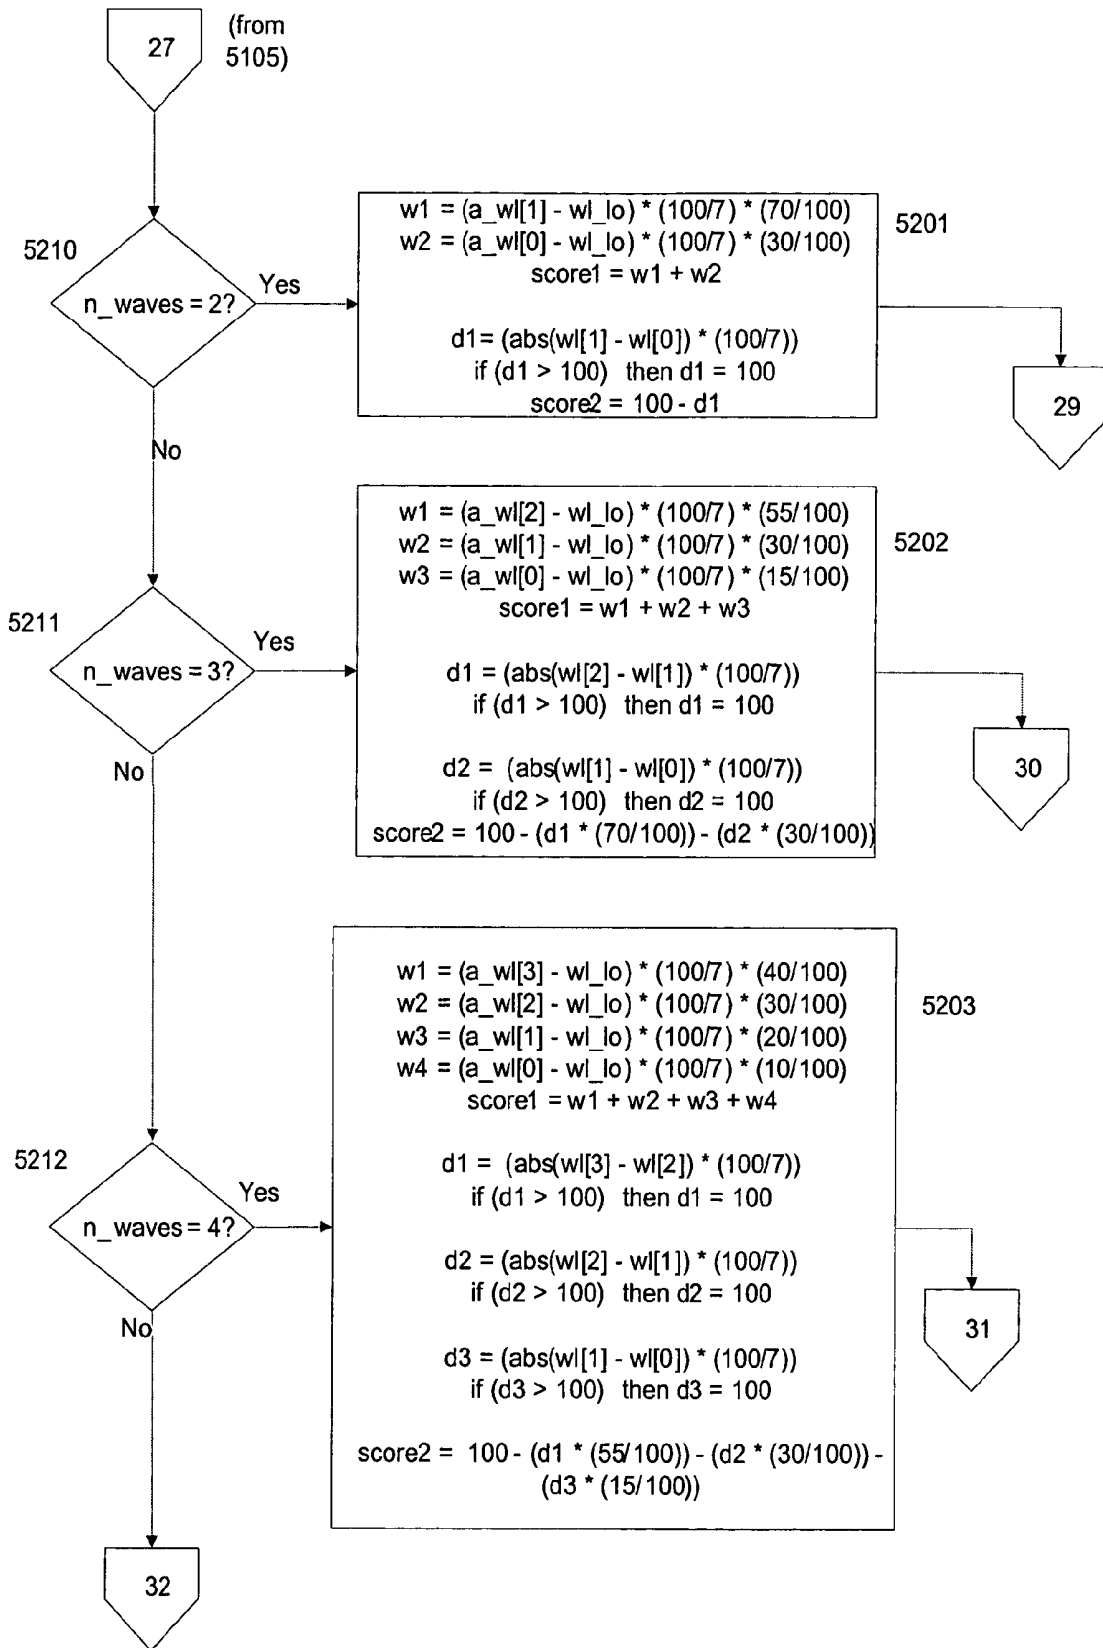 27
(from
5105)
5210
n_waves = 2?
Yes
w1 = (a_wl[1] - wl_lo) * (100/7) * (70/100)
w2 = (a_wl[0] - wl_lo) * (100/7) * (30/100)
score1 = w1 + w2
d1= (abs(wl[1] - wl[0]) * (100/7))
if (d1 > 100) then d1 = 100
score2 = 100 - d1
5201
29
No
5211
n_waves = 3?
Yes
w1 = (a_wl[2] - wl_lo) * (100/7) * (55/100)
w2 = (a_wl[1] - wl_lo) * (100/7) * (30/100)
w3 = (a_wl[0] - wl_lo) * (100/7) * (15/100)
score1 = w1 + w2 + w3
d1 = (abs(wl[2] - wl[1]) * (100/7))
if (d1 > 100) then d1 = 100
d2 = (abs(wl[1] - wl[0]) * (100/7))
if (d2 > 100) then d2 = 100
score2 = 100 - (d1 * (70/100)) - (d2 * (30/100))
5202
30
No
5212
n_waves = 4?
Yes
w1 = (a_wl[3] - wl_lo) * (100/7) * (40/100)
w2 = (a_wl[2] - wl_lo) * (100/7) * (30/100)
w3 = (a_wl[1] - wl_lo) * (100/7) * (20/100)
w4 = (a_wl[0] - wl_lo) * (100/7) * (10/100)
score1 = w1 + w2 + w3 + w4
d1 = (abs(wl[3] - wl[2]) * (100/7))
if (d1 > 100) then d1 = 100
d2 = (abs(wl[2] - wl[1]) * (100/7))
if (d2 > 100) then d2 = 100
d3 = (abs(wl[1] - wl[0]) * (100/7))
if (d3 > 100) then d3 = 100
score2 = 100 - (d1 * (55/100)) - (d2 * (30/100)) -
(d3 * (15/100))
5203
31
No
32